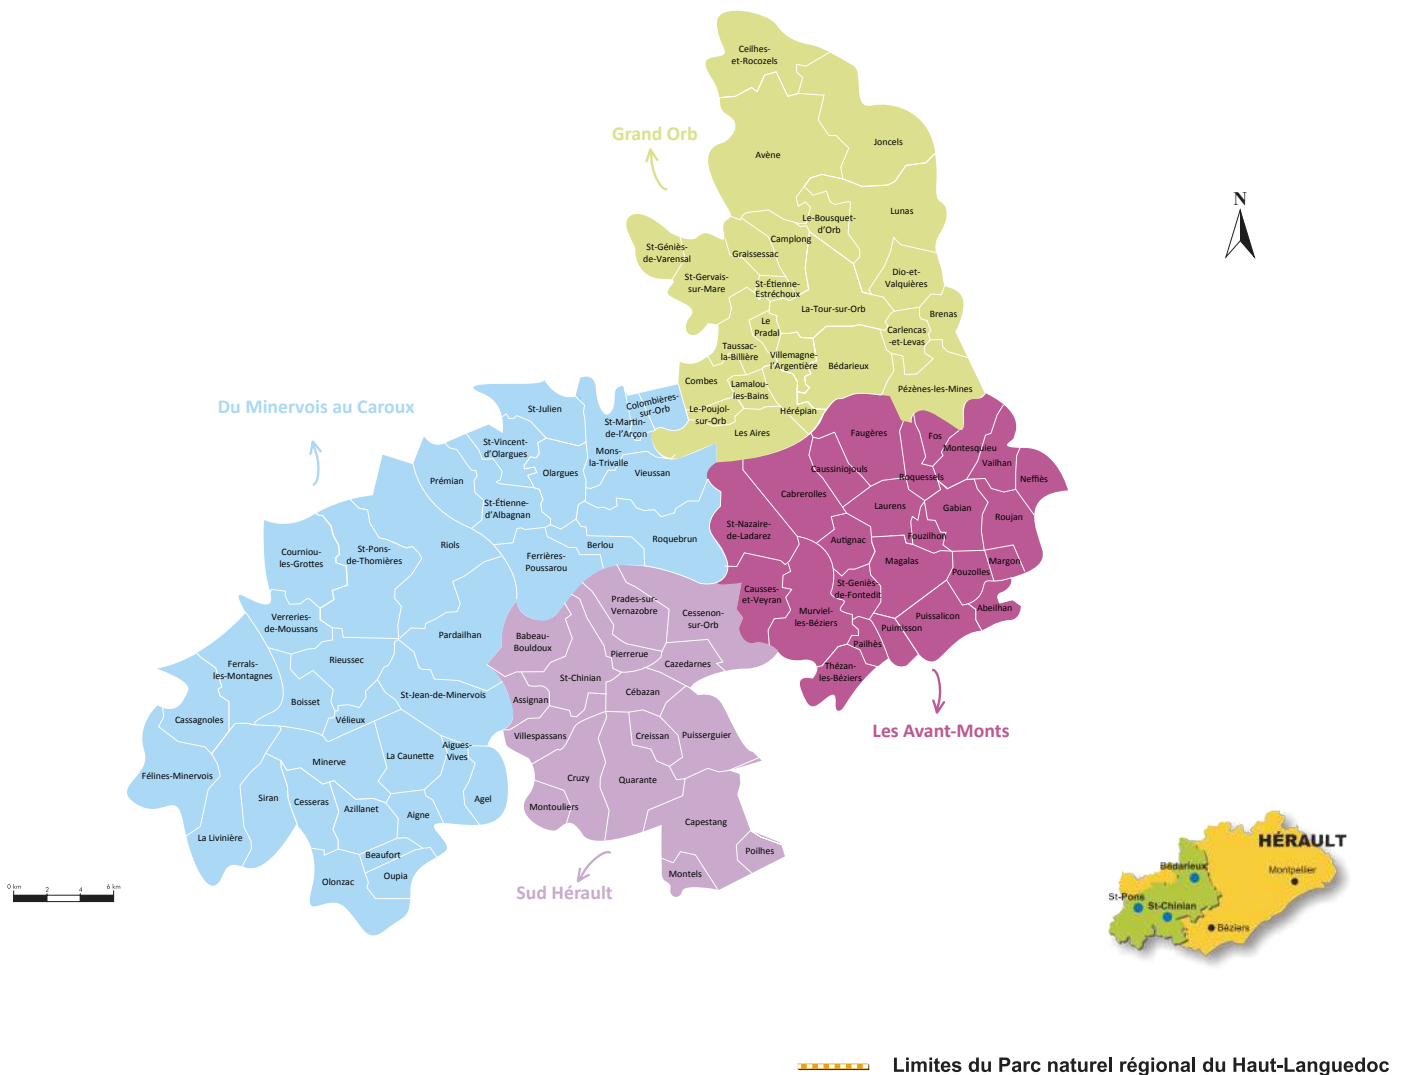 Ceilhes-
et-Rocozels
Grand Orb
Joncels
Avène
N
Lunas
Le-Bousquet-
d'Orb
Camplong
St-Géniès-
de-Varensal
Graissessac
St-Gervais-
sur-Mare
Dio-et-
Valquières
St-Étienne-
Estréchoux
La-Tour-sur-Orb
Brenas
Le
Pradal
Carlencas
-et-Levas
Taussac-
la-Billière
Villemagne-
l'Argentière
Bédarieux
Combes
Lamalou-
les-Bains
Pézènes-les-Mines
Le-Poujol-
sur-Orb
Hérépian
Les Aires
Du Minervois au Caroux
St-Julien
Colombières-
sur-Orb
St-Martin-
de-l'Arçon
St-Vincent-
d'Olargues
Mons-
la-Trivalle
Olargues
Vieussan
Prémian
St-Étienne-
d'Albagnan
Roquebrun
Berlou
Riols
Ferrières-
Poussarou
St-Pons-
de-Thomières
Courniou-
les-Grottes
Verreries-
de-Moussans
Pardailhan
Rieussec
Ferrals-
les-Montagnes
St-Jean-de-Minervois
Boisset
Vélieux
Cassagnoles
Aigues-
Vives
La Caunette
Minerve
Félines-Minervois
Siran
Cesseras
Azillanet
Agel
Aigne
La Livinière
Beaufort
Oupia
Olonzac
Faugères
Fos
Montesquieu
Vailhan
Neffiès
Caussiniojouls
Roquessels
Cabrerolles
Laurens
Gabian
Roujan
St-Nazaire-
de-Ladarez
Autignac
Fouzilhon
Magalas
Margon
Pouzolles
St-Geniès-
de-Fontedit
Causses-
et-Veyran
Murviel-
les-Béziers
Abeilhan
Puissalicon
Puimisson
Pailhès
Thézan-
les-Béziers
Les Avant-Monts
Prades-sur-
Vernazobre
Cessenon-
sur-Orb
Babeau-
Bouldoux
Pierrerue
Cazedarnes
St-Chinian
Cébazan
Assignan
Villespassans
Creissan
Puisserguier
Cruzy
Quarante
Montouliers
Capestang
Poilhes
Montels
Sud Hérault
0 km 2 4 6 km
HÉRAULT
Bédarieux
Montpellier
St-Pons
St-Chinian
Béziers
Limites du Parc naturel régional du Haut-Languedoc